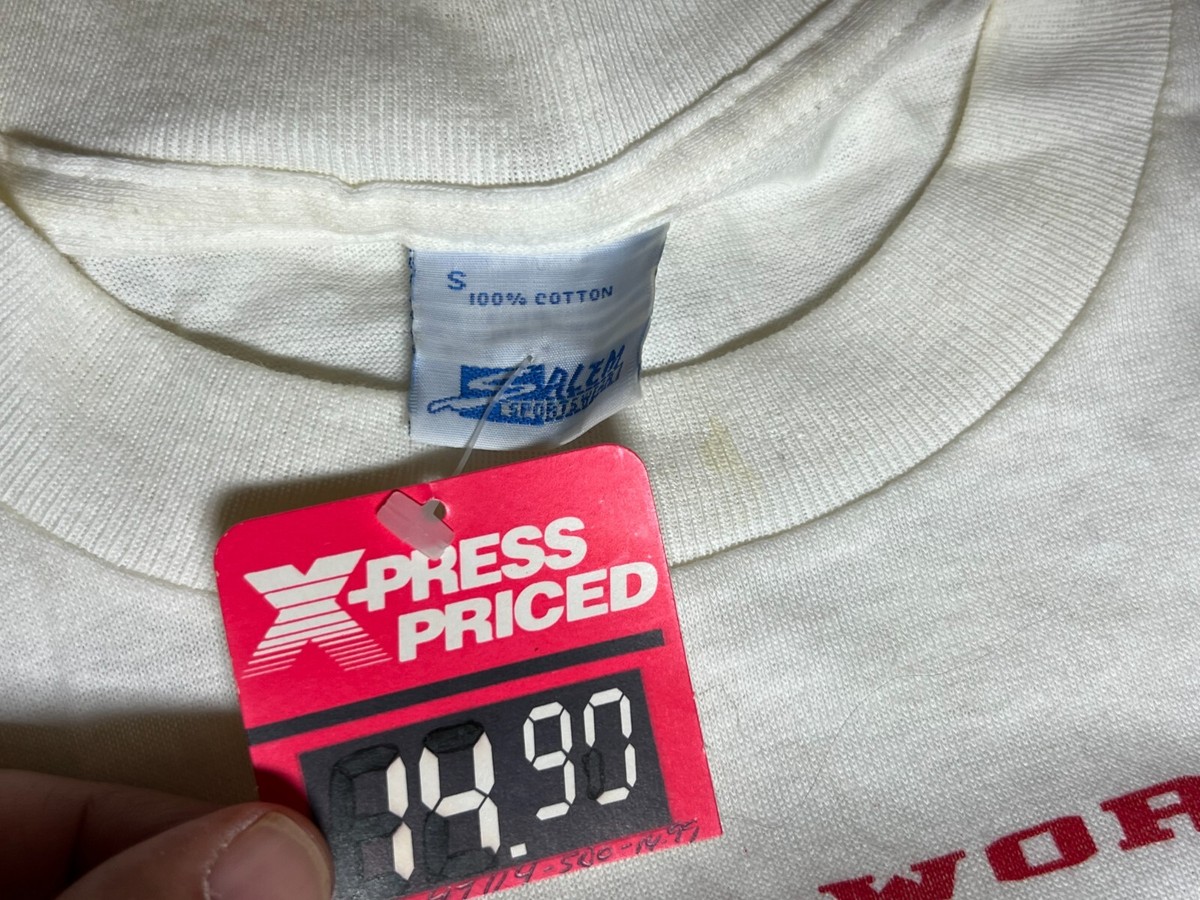 S
100% COTTON
SALEM
SPORTSWEAR
X-PRESS
PRICED
14.90
WOR